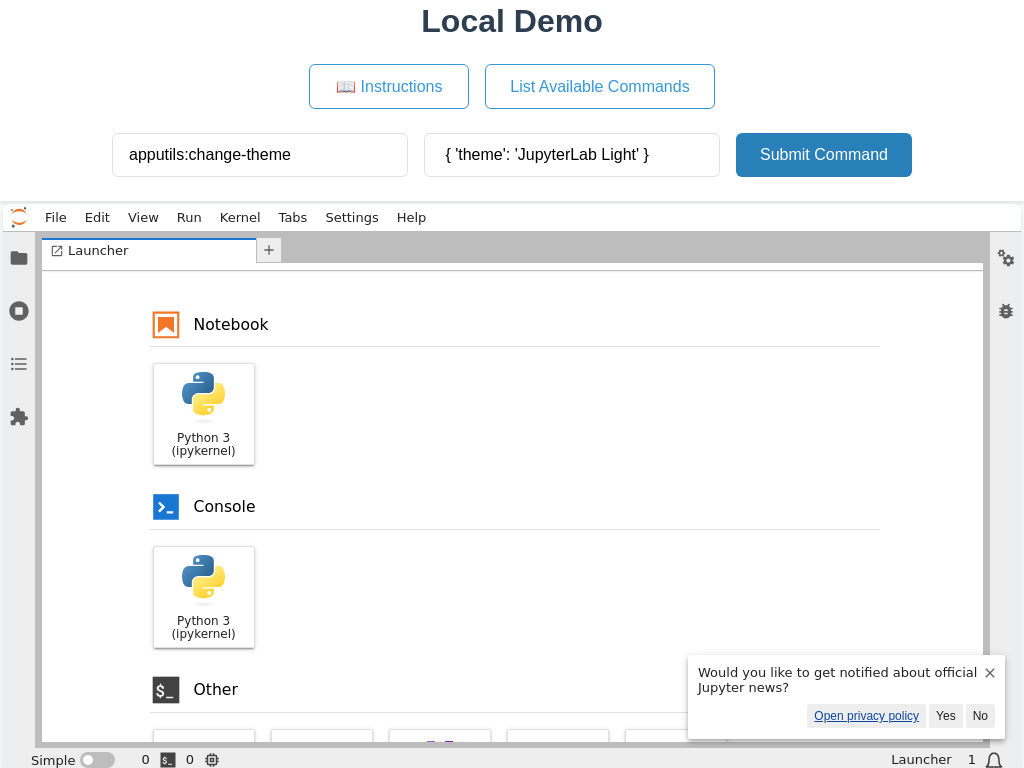 Local Demo
📖 Instructions
List Available Commands
apputils:change-theme
{ 'theme': 'JupyterLab Light' }
Submit Command
File Edit View Run Kernel Tabs Settings Help
Launcher
Notebook
Python 3
(ipykernel)
Console
Python 3
(ipykernel)
$_ Other
Would you like to get notified about official
Jupyter news?
Open privacy policy Yes No
Simple 0 $_ 0 Launcher 1